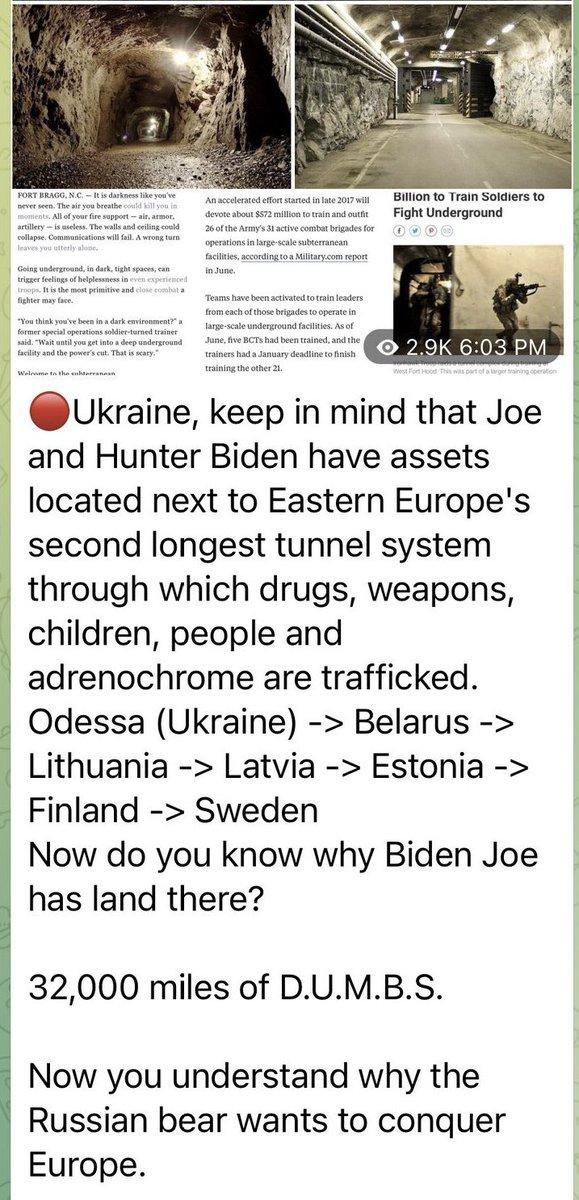 FORT BRAGG, N.C. — It is darkness like you've
never seen. The air you breathe could kill you in
moments. All of your fire support — air, armor,
artillery — is useless. The walls and ceiling could
collapse. Communications will fail. A wrong turn
leaves you utterly alone.
Going underground, in dark, tight spaces, can
trigger feelings of helplessness in even experienced
troops. It is the most primitive and close combat a
fighter may face.
"You think you've been in a dark environment?" a
former special operations soldier-turned trainer
said. "Wait until you get into a deep underground
facility and the power's cut. That is scary."
Welcome to the subterranean
An accelerated effort started in late 2017 will
devote about $572 million to train and outfit
26 of the Army's 31 active combat brigades for
operations in large-scale subterranean
facilities, according to a Military.com report
in June.
Teams have been activated to train leaders
from each of those brigades to operate in
large-scale underground facilities. As of
June, five BCTs had been trained, and the
trainers had a January deadline to finish
training the other 21.
Billion to Train Soldiers to
Fight Underground
2.9K 6:03 PM
West Fort Hood. This was part of a larger training operation
Ukraine, keep in mind that Joe
and Hunter Biden have assets
located next to Eastern Europe's
second longest tunnel system
through which drugs, weapons,
children, people and
adrenochrome are trafficked.
Odessa (Ukraine) -> Belarus ->
Lithuania -> Latvia -> Estonia ->
Finland -> Sweden
Now do you know why Biden Joe
has land there?
32,000 miles of D.U.M.B.S.
Now you understand why the
Russian bear wants to conquer
Europe.